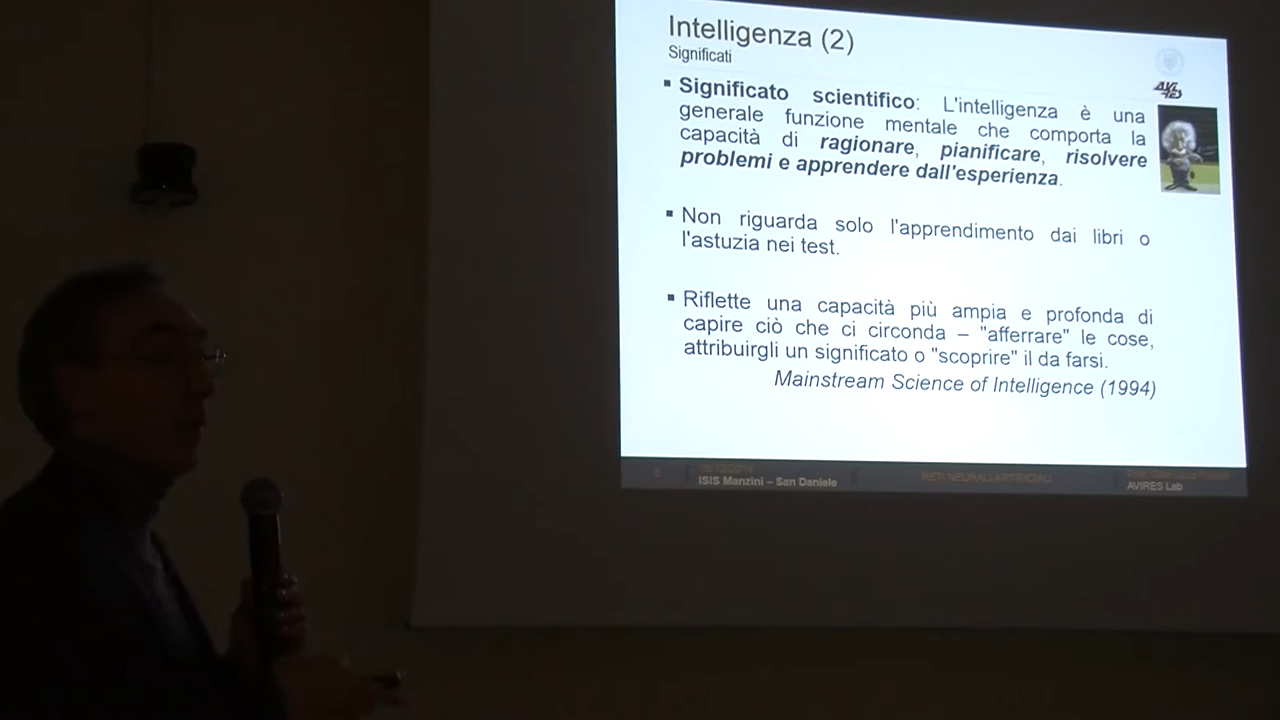 Intelligenza (2)
Significati
▪ Significato scientifico: L'intelligenza è una
generale funzione mentale che comporta la
capacità di ragionare, pianificare, risolvere
problemi e apprendere dall'esperienza.
▪ Non riguarda solo l'apprendimento dai libri o
l'astuzia nei test.
▪ Riflette una capacità più ampia e profonda di
capire ciò che ci circonda – "afferrare" le cose,
attribuirgli un significato o "scoprire" il da farsi.
Mainstream Science of Intelligence (1994)
ISIS Manzini – San Daniele
RETI NEURALI ARTIFICIALI
AVIRES Lab